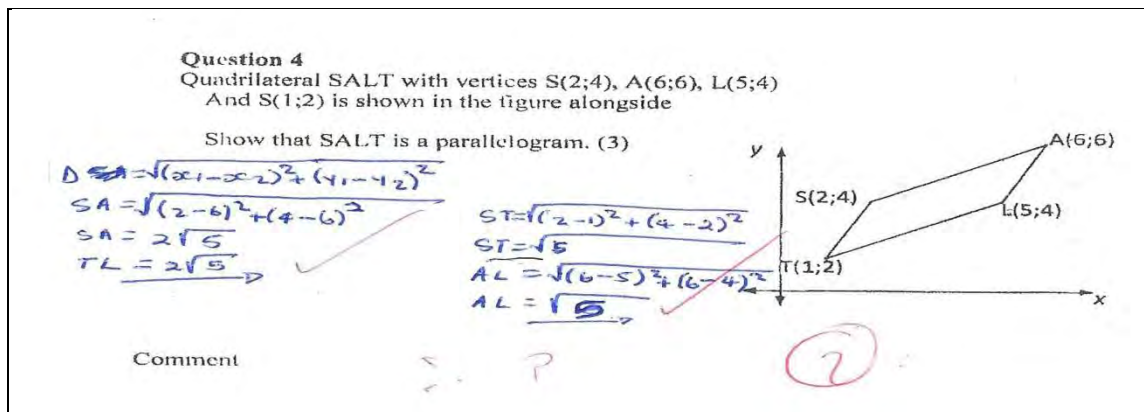 Question 4
Quadrilateral SALT with vertices S(2;4), A(6;6), L(5;4)
And S(1;2) is shown in the figure alongside
Show that SALT is a parallelogram. (3)
D = √(x₁-x₂)²+(y₁-y₂)²
SA = √(2-6)²+(4-6)²
SA = 2√5
TL = 2√5
ST=√(2-1)²+(4-2)²
ST=√5
AL = √(6-5)²+(6-4)²
AL = √5
y
A(6;6)
S(2;4)
L(5;4)
T(1;2)
x
Comment
∴ P
2